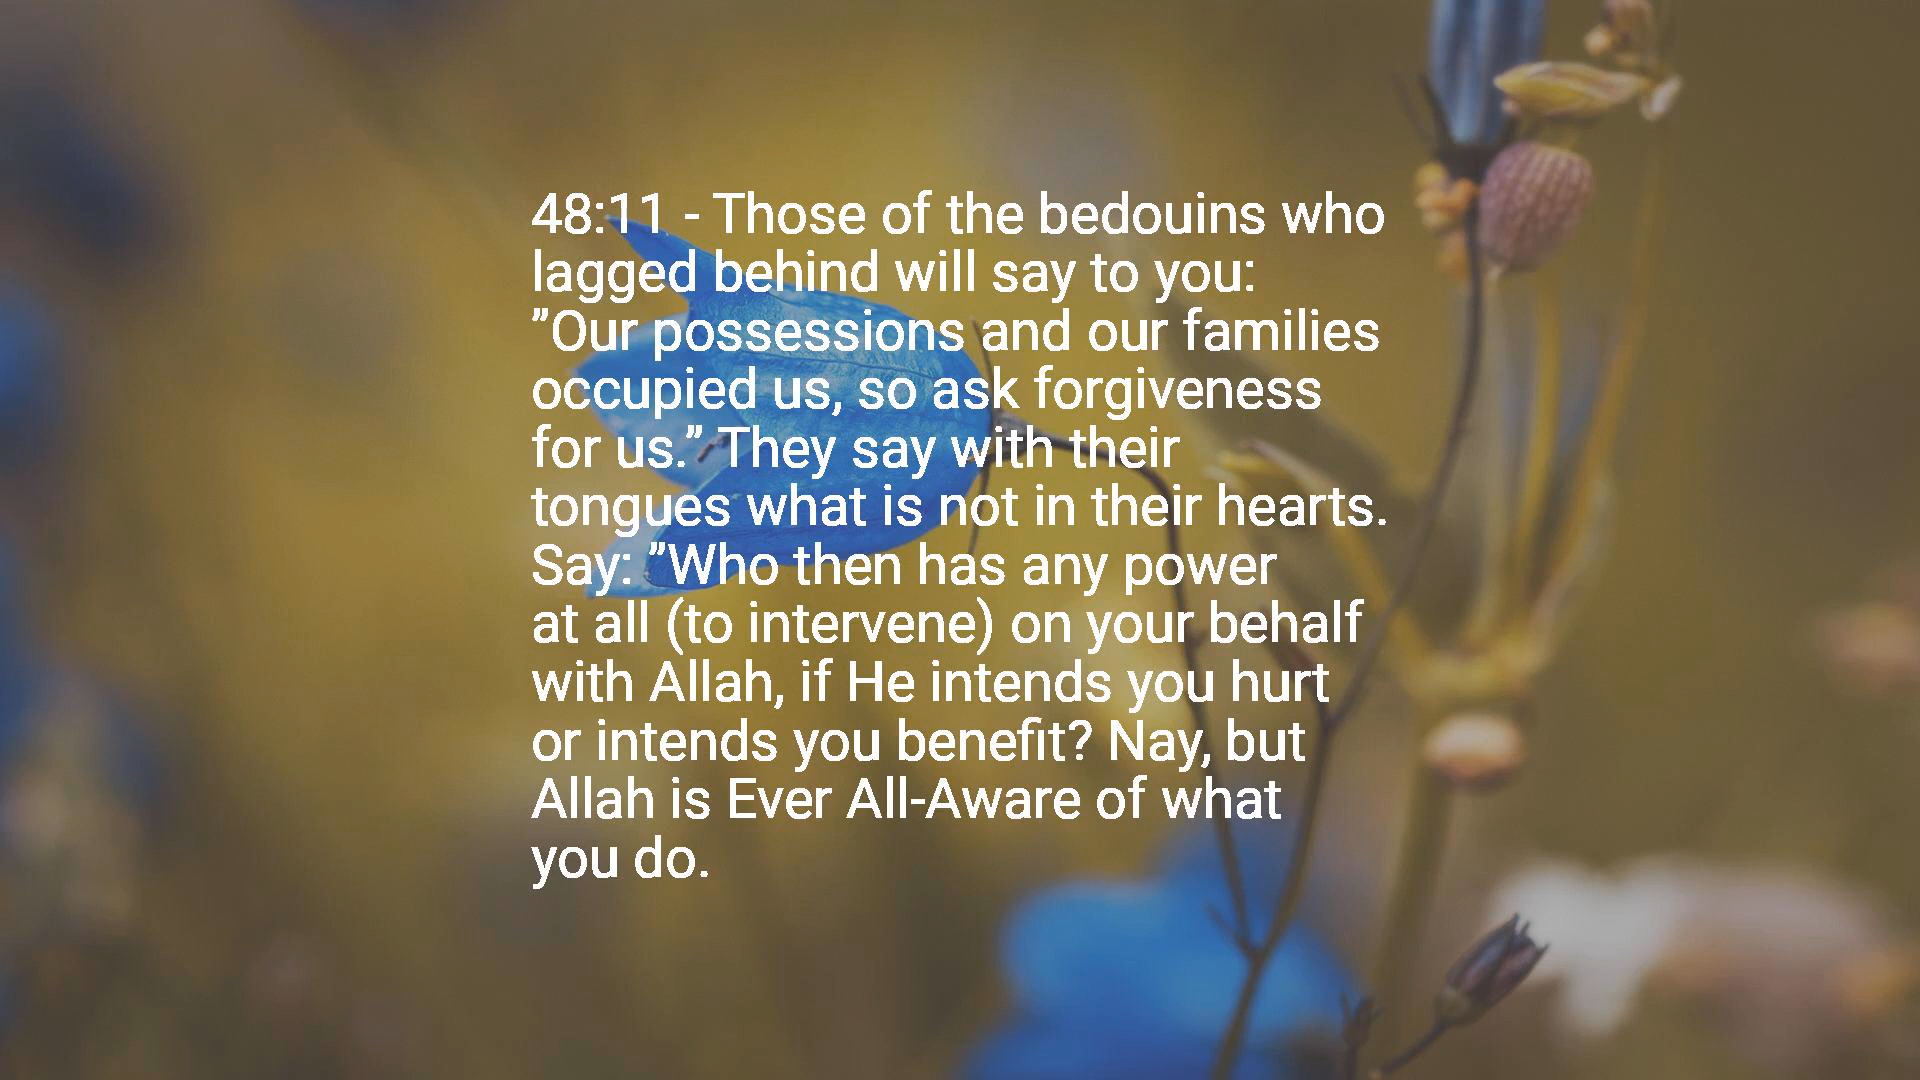 48:11 - Those of the bedouins who
lagged behind will say to you:
”Our possessions and our families
occupied us, so ask forgiveness
for us.” They say with their
tongues what is not in their hearts.
Say: ”Who then has any power
at all (to intervene) on your behalf
with Allah, if He intends you hurt
or intends you benefit? Nay, but
Allah is Ever All-Aware of what
you do.